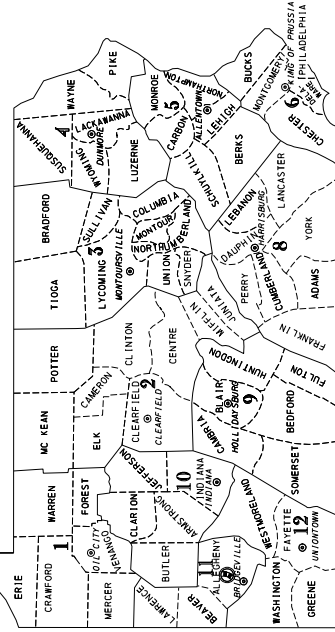 ERIE
CRAWFORD
WARREN
MC KEAN
POTTER
TIOGA
BRADFORD
SUSQUEHANNA
WAYNE
PIKE
1
OIL CITY
VENANGO
FOREST
ELK
CAMERON
CLINTON
3
LYCOMING
MONTOURSVILLE
SULLIVAN
WYOMING
4
LACKAWANNA
DUNMORE
LUZERNE
MONROE
MERCER
CLARION
JEFFERSON
CLEARFIELD
2
CLEARFIELD
CENTRE
UNION
SNYDER
NORTHUMBERLAND
MONTOUR
COLUMBIA
CARBON
5
ALLENTOWN
NORTHAMPTON
LEHIGH
SCHUYLKILL
LAWRENCE
BUTLER
ARMSTRONG
10
INDIANA
INDIANA
CAMBRIA
BLAIR
HOLLIDAYSBURG
9
HUNTINGDON
MIFFLIN
JUNIATA
PERRY
DAUPHIN
HARRISBURG
8
LEBANON
BERKS
BUCKS
MONTGOMERY
KING OF PRUSSIA
PHILADELPHIA
6
DELAWARE
CHESTER
LANCASTER
YORK
CUMBERLAND
ADAMS
FRANKLIN
FULTON
BEDFORD
SOMERSET
WESTMORELAND
BEAVER
11
ALLEGHENY
BRIDGEVILLE
WASHINGTON
FAYETTE
12
UNIONTOWN
GREENE